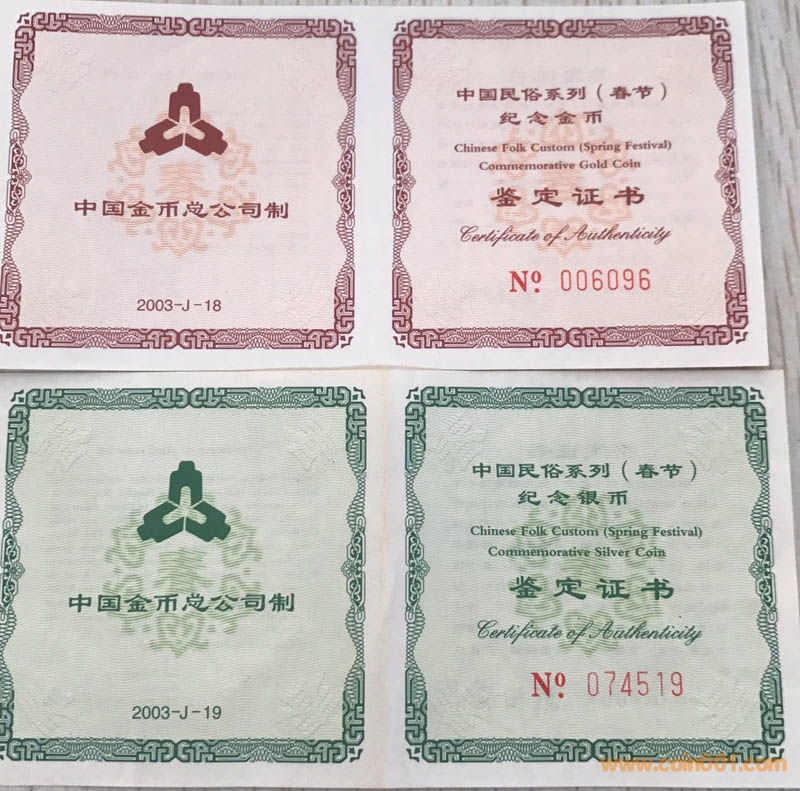 中国金币总公司制
2003-J-18
中国民俗系列（春节）
纪念金币
Chinese Folk Custom (Spring Festival)
Commemorative Gold Coin
鉴定证书
Certificate of Authenticity
Nº. 006096
中国金币总公司制
2003-J-19
中国民俗系列（春节）
纪念银币
Chinese Folk Custom (Spring Festival)
Commemorative Silver Coin
鉴定证书
Certificate of Authenticity
Nº. 074519
www.coin001.com